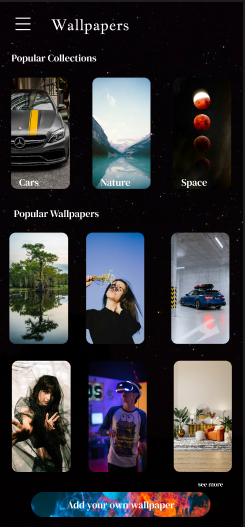 Wallpapers
Popular Collections
Cars
Nature
Space
Popular Wallpapers
see more
Add your own wallpaper